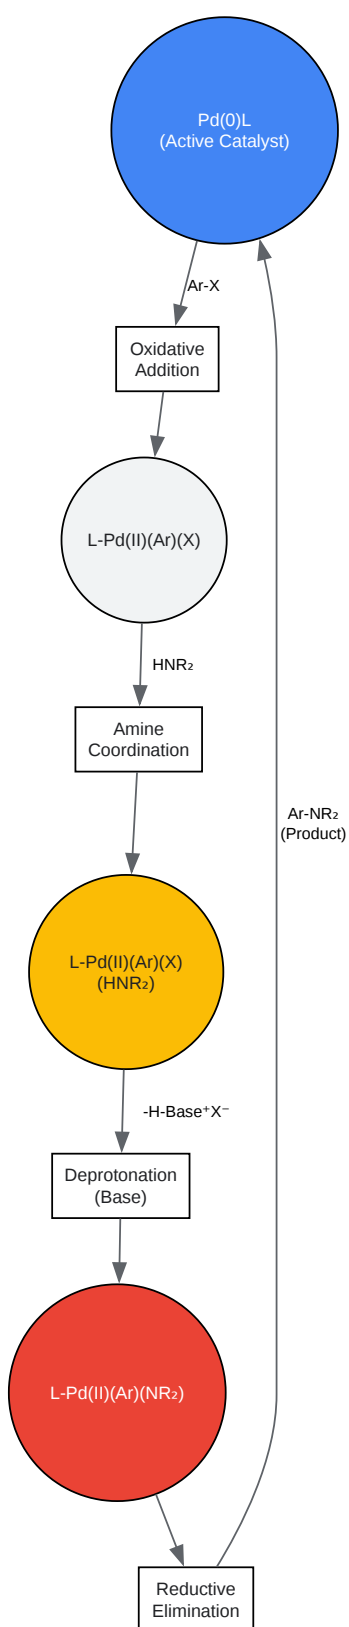 Pd(0)L
(Active Catalyst)
Ar-X
Oxidative
Addition
L-Pd(II)(Ar)(X)
HNR₂
Amine
Coordination
Ar-NR₂
(Product)
L-Pd(II)(Ar)(X)
(HNR₂)
-H-Base⁺X⁻
Deprotonation
(Base)
L-Pd(II)(Ar)(NR₂)
Reductive
Elimination